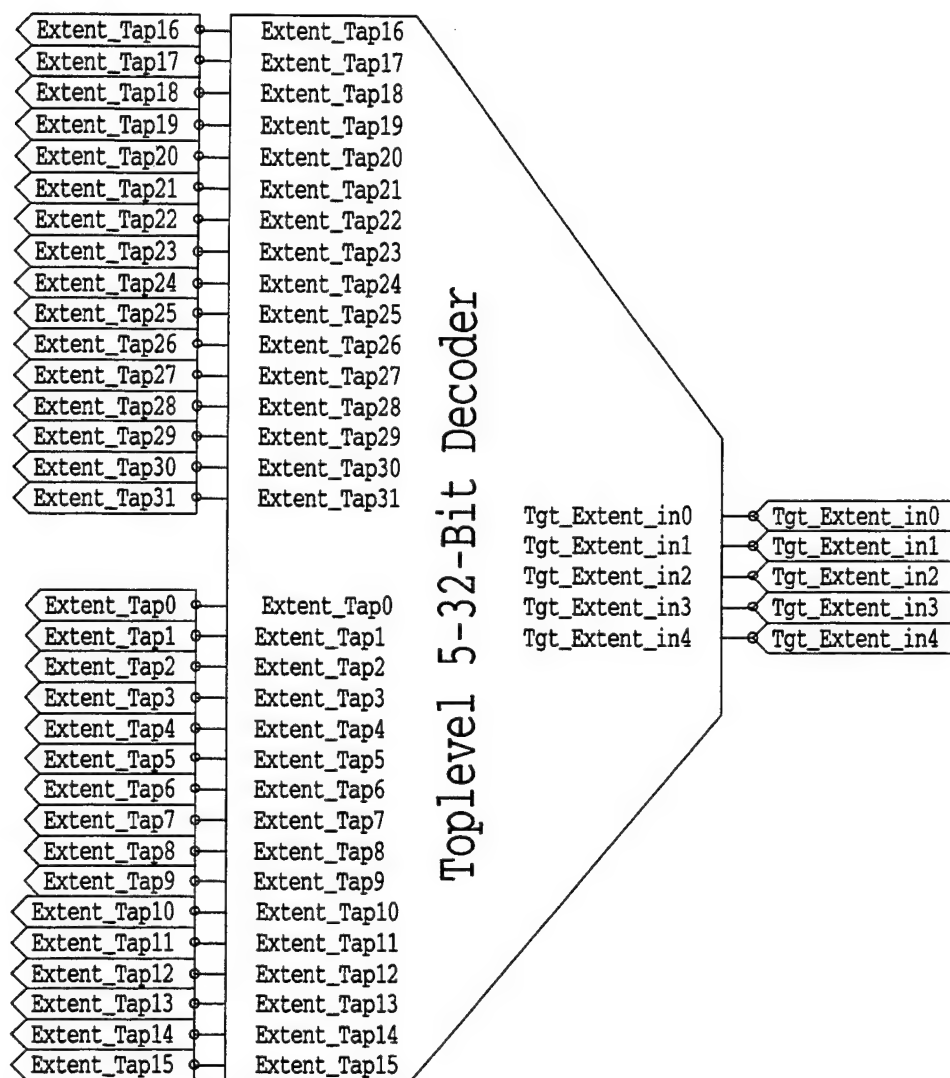 Extent_Tap16 Extent_Tap16
Extent_Tap17 Extent_Tap17
Extent_Tap18 Extent_Tap18
Extent_Tap19 Extent_Tap19
Extent_Tap20 Extent_Tap20
Extent_Tap21 Extent_Tap21
Extent_Tap22 Extent_Tap22
Extent_Tap23 Extent_Tap23
Extent_Tap24 Extent_Tap24
Extent_Tap25 Extent_Tap25
Extent_Tap26 Extent_Tap26
Extent_Tap27 Extent_Tap27
Extent_Tap28 Extent_Tap28
Extent_Tap29 Extent_Tap29
Extent_Tap30 Extent_Tap30
Extent_Tap31 Extent_Tap31
Extent_Tap0 Extent_Tap0
Extent_Tap1 Extent_Tap1
Extent_Tap2 Extent_Tap2
Extent_Tap3 Extent_Tap3
Extent_Tap4 Extent_Tap4
Extent_Tap5 Extent_Tap5
Extent_Tap6 Extent_Tap6
Extent_Tap7 Extent_Tap7
Extent_Tap8 Extent_Tap8
Extent_Tap9 Extent_Tap9
Extent_Tap10 Extent_Tap10
Extent_Tap11 Extent_Tap11
Extent_Tap12 Extent_Tap12
Extent_Tap13 Extent_Tap13
Extent_Tap14 Extent_Tap14
Extent_Tap15 Extent_Tap15
Toplevel 5-32-Bit Decoder
Tgt_Extent_in0 Tgt_Extent_in0
Tgt_Extent_in1 Tgt_Extent_in1
Tgt_Extent_in2 Tgt_Extent_in2
Tgt_Extent_in3 Tgt_Extent_in3
Tgt_Extent_in4 Tgt_Extent_in4